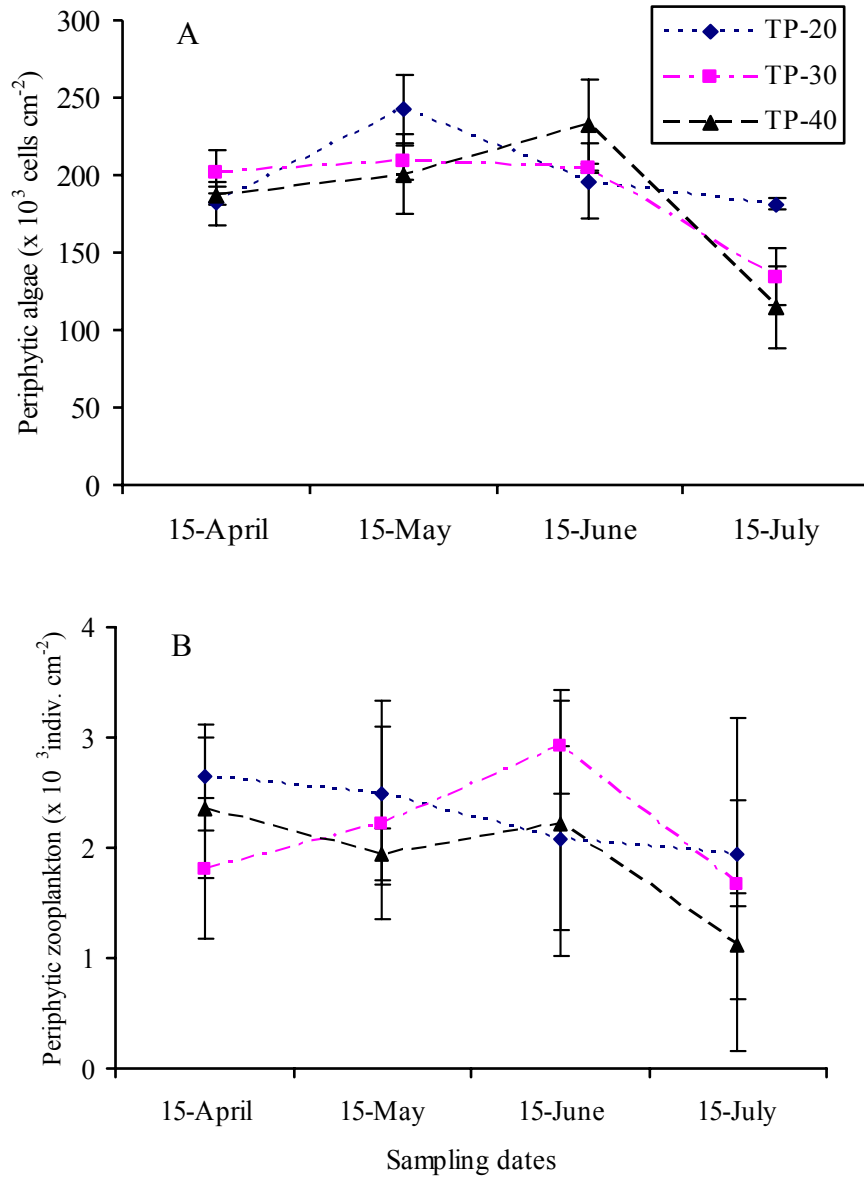 A
TP-20
TP-30
TP-40
300
250
200
150
100
50
0
Periphytic algae (x 10³ cells cm⁻²)
15-April 15-May 15-June 15-July
B
4
3
2
1
0
Periphytic zooplankton (x 10 ³indiv. cm⁻²)
15-April 15-May 15-June 15-July
Sampling dates